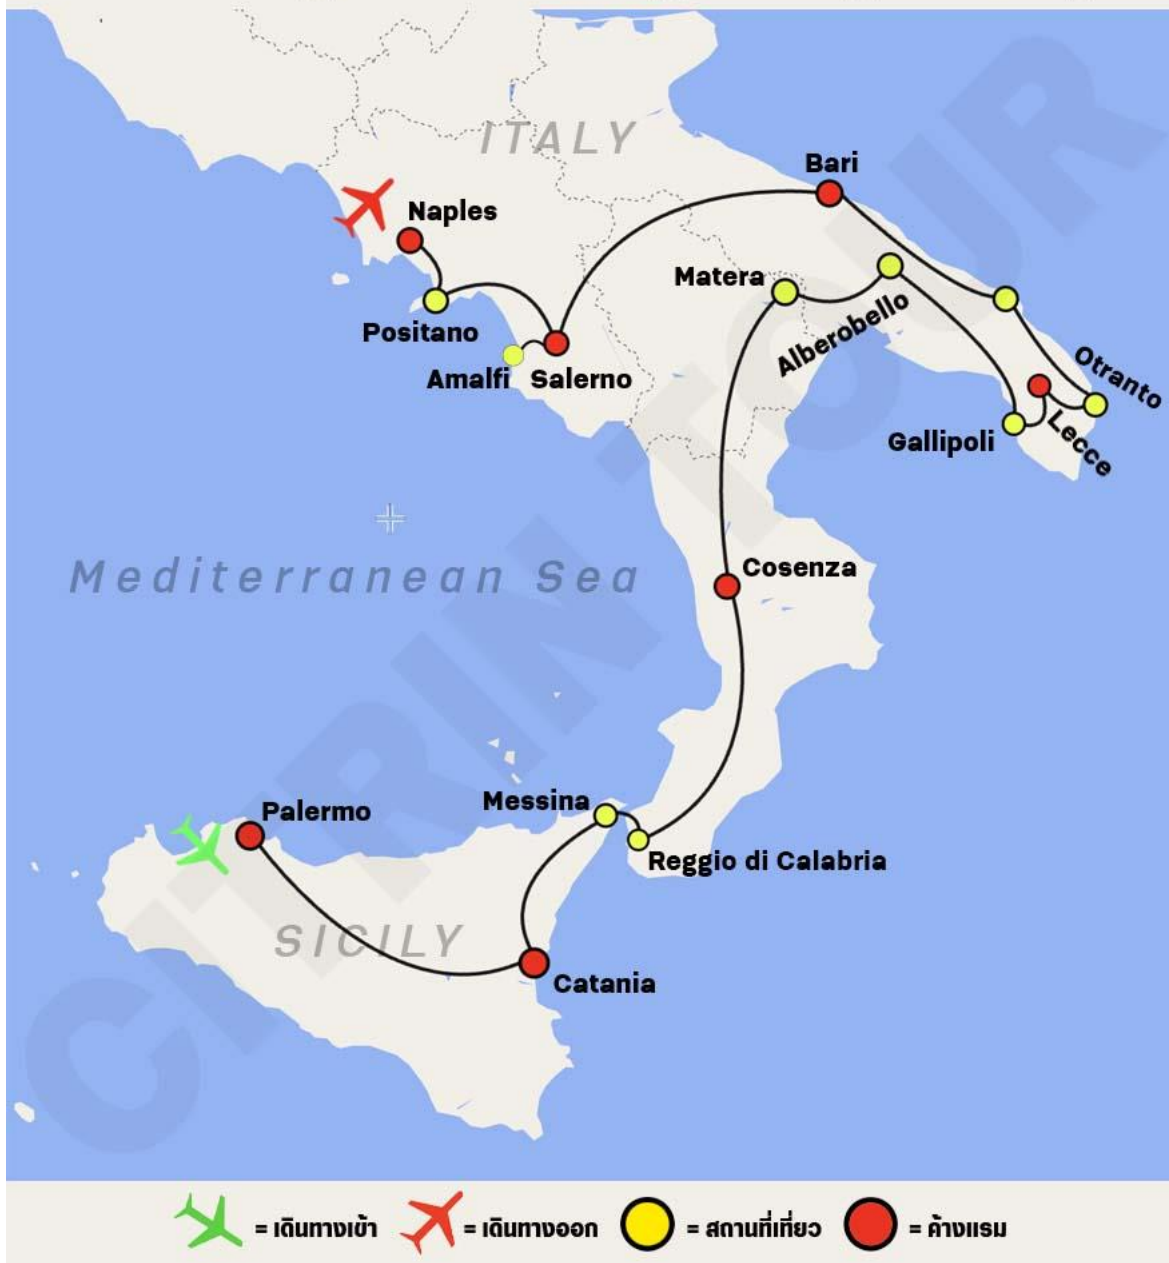 ITALY
Bari
Naples
Matera
Positano
Alberobello
Otranto
Amalfi
Salerno
Gallipoli
Lecce
Cosenza
Mediterranean Sea
Messina
Palermo
Reggio di Calabria
SICILY
Catania
CITRIN TOUR
= เดินทางเข้า
= เดินทางออก
= สถานที่เที่ยว
= ค้างแรม